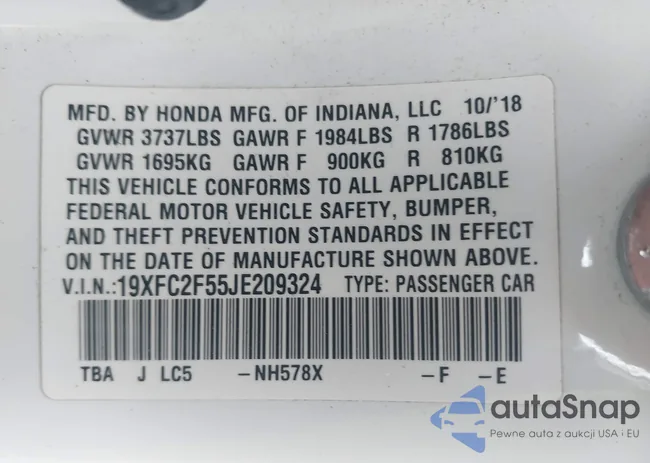 MFD. BY HONDA MFG. OF INDIANA, LLC 10/'18
GVWR 3737LBS GAWR F 1984LBS R 1786LBS
GVWR 1695KG GAWR F 900KG R 810KG
THIS VEHICLE CONFORMS TO ALL APPLICABLE
FEDERAL MOTOR VEHICLE SAFETY, BUMPER,
AND THEFT PREVENTION STANDARDS IN EFFECT
ON THE DATE OF MANUFACTURE SHOWN ABOVE.
V.I.N.:19XFC2F55JE209324 TYPE: PASSENGER CAR
TBA J LC5 –NH578X –F –E
autaSnap
Pewne auta z aukcji USA i EU